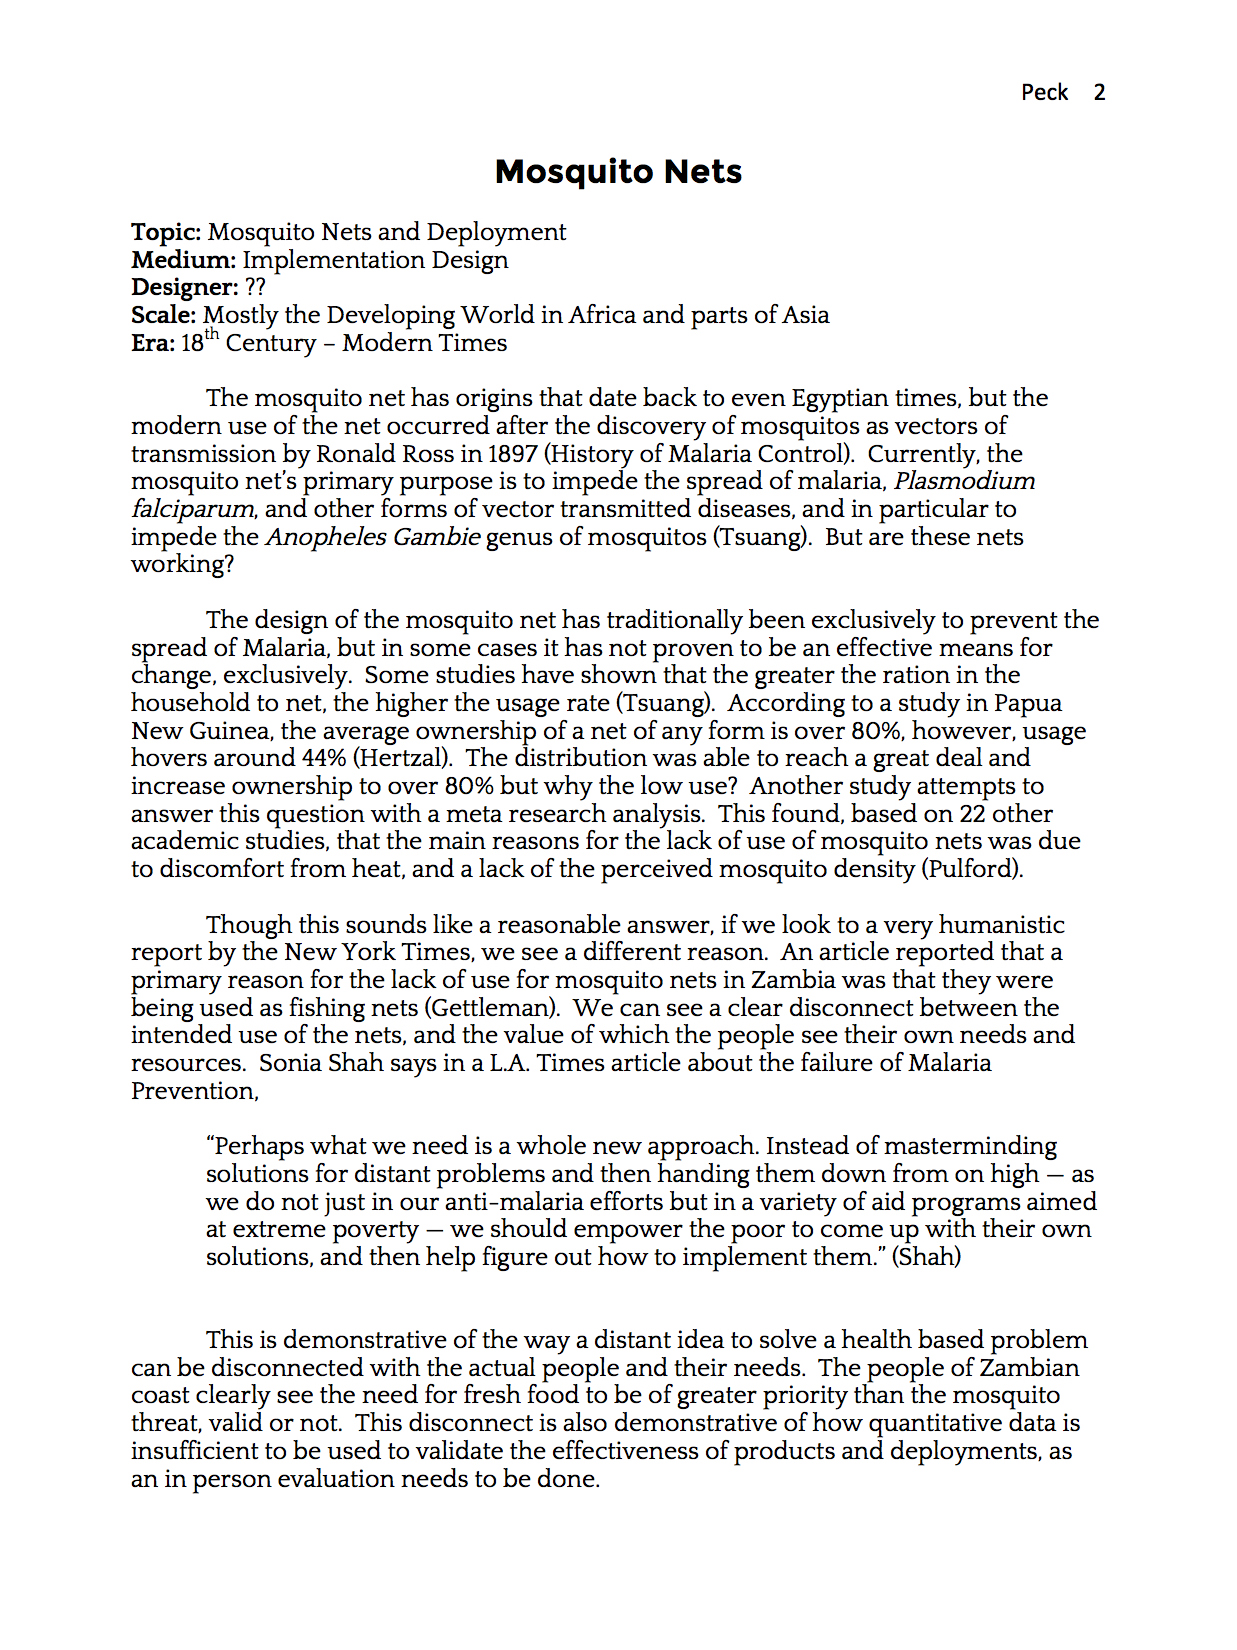 Peck 2
Mosquito Nets
Topic: Mosquito Nets and Deployment
Medium: Implementation Design
Designer: ??
Scale: Mostly the Developing World in Africa and parts of Asia
Era: 18th Century – Modern Times
The mosquito net has origins that date back to even Egyptian times, but the
modern use of the net occurred after the discovery of mosquitos as vectors of
transmission by Ronald Ross in 1897 (History of Malaria Control).  Currently, the
mosquito net's primary purpose is to impede the spread of malaria, Plasmodium
falciparum, and other forms of vector transmitted diseases, and in particular to
impede the Anopheles Gambie genus of mosquitos (Tsuang).  But are these nets
working?
The design of the mosquito net has traditionally been exclusively to prevent the
spread of Malaria, but in some cases it has not proven to be an effective means for
change, exclusively.  Some studies have shown that the greater the ration in the
household to net, the higher the usage rate (Tsuang).  According to a study in Papua
New Guinea, the average ownership of a net of any form is over 80%, however, usage
hovers around 44% (Hertzal).  The distribution was able to reach a great deal and
increase ownership to over 80% but why the low use?  Another study attempts to
answer this question with a meta research analysis.  This found, based on 22 other
academic studies, that the main reasons for the lack of use of mosquito nets was due
to discomfort from heat, and a lack of the perceived mosquito density (Pulford).
Though this sounds like a reasonable answer, if we look to a very humanistic
report by the New York Times, we see a different reason.  An article reported that a
primary reason for the lack of use for mosquito nets in Zambia was that they were
being used as fishing nets (Gettleman).  We can see a clear disconnect between the
intended use of the nets, and the value of which the people see their own needs and
resources.  Sonia Shah says in a L.A. Times article about the failure of Malaria
Prevention,
“Perhaps what we need is a whole new approach. Instead of masterminding
solutions for distant problems and then handing them down from on high — as
we do not just in our anti-malaria efforts but in a variety of aid programs aimed
at extreme poverty — we should empower the poor to come up with their own
solutions, and then help figure out how to implement them.” (Shah)
This is demonstrative of the way a distant idea to solve a health based problem
can be disconnected with the actual people and their needs.  The people of Zambian
coast clearly see the need for fresh food to be of greater priority than the mosquito
threat, valid or not.  This disconnect is also demonstrative of how quantitative data is
insufficient to be used to validate the effectiveness of products and deployments, as
an in person evaluation needs to be done.